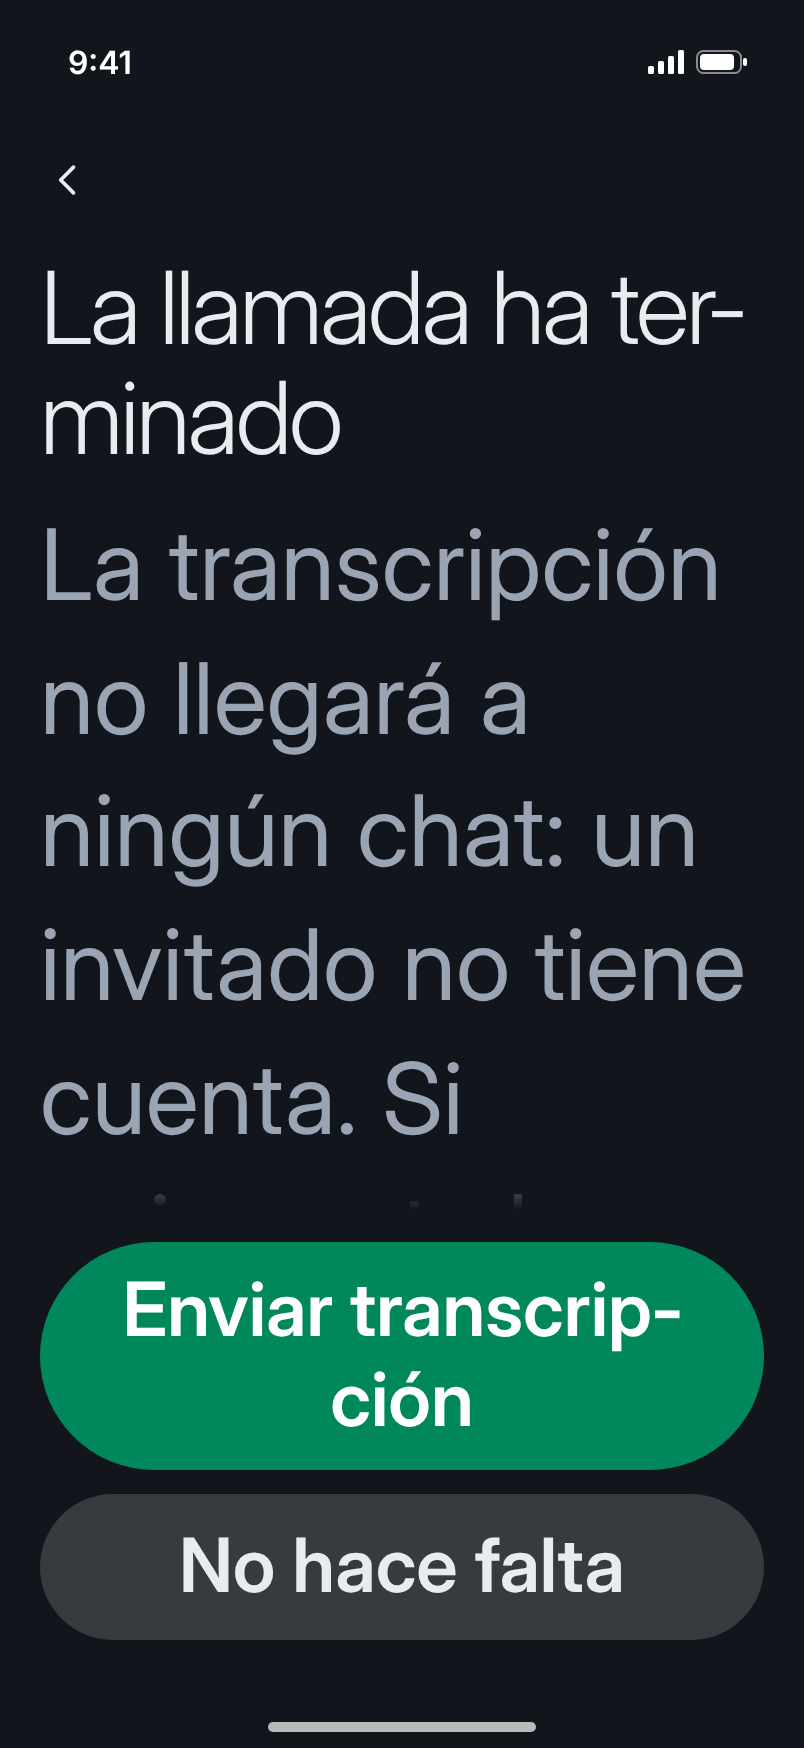 9:41
La llamada ha ter-
minado
La transcripción
no llegará a
ningún chat: un
invitado no tiene
cuenta. Si
Enviar transcrip-
ción
No hace falta